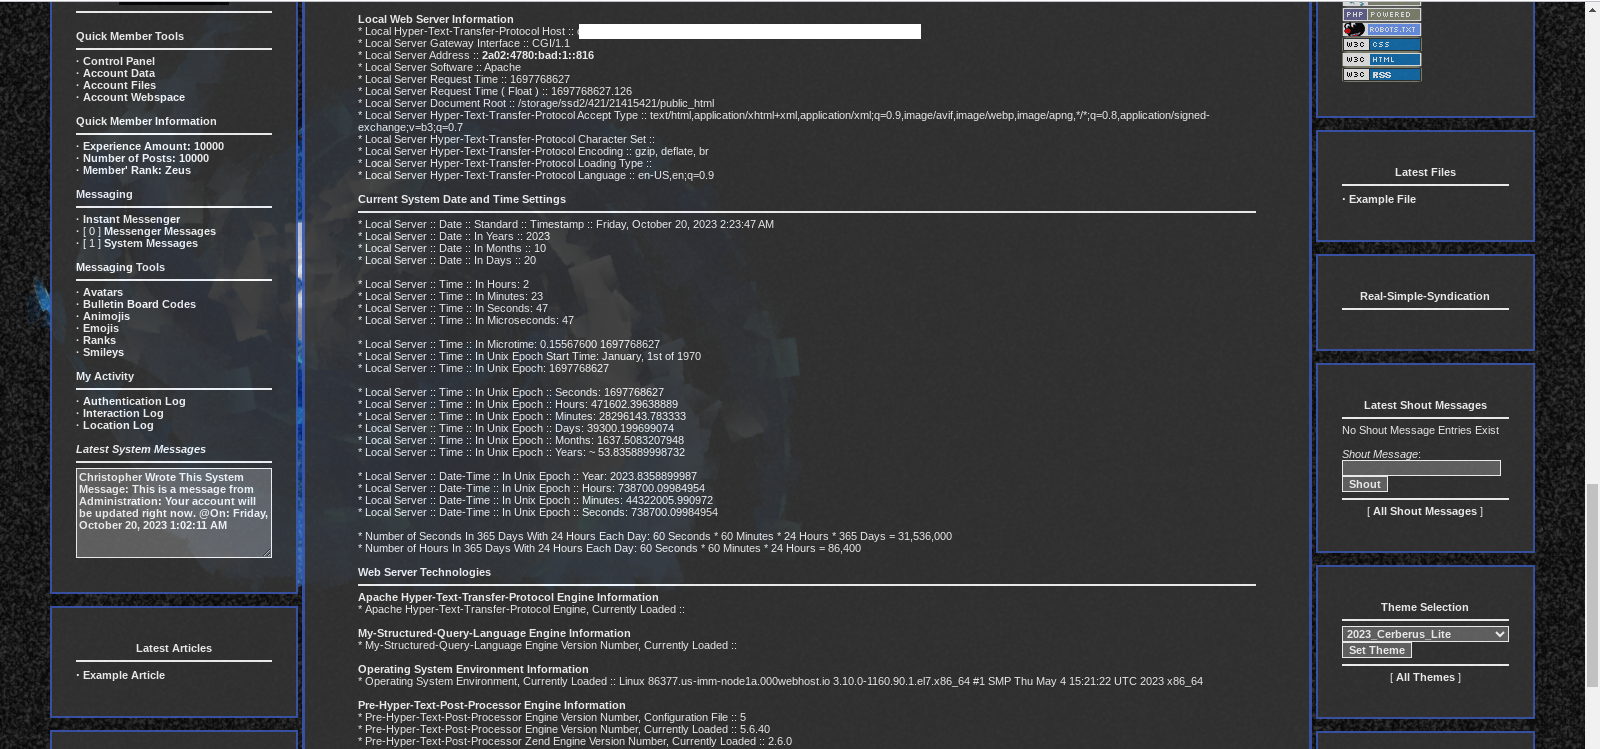 Quick Member Tools
· Control Panel
· Account Data
· Account Files
· Account Webspace
Quick Member Information
· Experience Amount: 10000
· Number of Posts: 10000
· Member' Rank: Zeus
Messaging
· Instant Messenger
· [ 0 ] Messenger Messages
· [ 1 ] System Messages
Messaging Tools
· Avatars
· Bulletin Board Codes
· Animojis
· Emojis
· Ranks
· Smileys
My Activity
· Authentication Log
· Interaction Log
· Location Log
Latest System Messages
Christopher Wrote This System
Message: This is a message from
Administration: Your account will
be updated right now. @On: Friday,
October 20, 2023 1:02:11 AM
Latest Articles
· Example Article
Local Web Server Information
* Local Hyper-Text-Transfer-Protocol Host ::
* Local Server Gateway Interface :: CGI/1.1
* Local Server Address :: 2a02:4780:bad:1::816
* Local Server Software :: Apache
* Local Server Request Time :: 1697768627
* Local Server Request Time ( Float ) :: 1697768627.126
* Local Server Document Root :: /storage/ssd2/421/21415421/public_html
* Local Server Hyper-Text-Transfer-Protocol Accept Type :: text/html,application/xhtml+xml,application/xml;q=0.9,image/avif,image/webp,image/apng,*/*;q=0.8,application/signed-
exchange;v=b3;q=0.7
* Local Server Hyper-Text-Transfer-Protocol Character Set ::
* Local Server Hyper-Text-Transfer-Protocol Encoding :: gzip, deflate, br
* Local Server Hyper-Text-Transfer-Protocol Loading Type ::
* Local Server Hyper-Text-Transfer-Protocol Language :: en-US,en;q=0.9
Current System Date and Time Settings
* Local Server :: Date :: Standard :: Timestamp :: Friday, October 20, 2023 2:23:47 AM
* Local Server :: Date :: In Years :: 2023
* Local Server :: Date :: In Months :: 10
* Local Server :: Date :: In Days :: 20
* Local Server :: Time :: In Hours: 2
* Local Server :: Time :: In Minutes: 23
* Local Server :: Time :: In Seconds: 47
* Local Server :: Time :: In Microseconds: 47
* Local Server :: Time :: In Microtime: 0.15567600 1697768627
* Local Server :: Time :: In Unix Epoch Start Time: January, 1st of 1970
* Local Server :: Time :: In Unix Epoch: 1697768627
* Local Server :: Time :: In Unix Epoch :: Seconds: 1697768627
* Local Server :: Time :: In Unix Epoch :: Hours: 471602.39638889
* Local Server :: Time :: In Unix Epoch :: Minutes: 28296143.783333
* Local Server :: Time :: In Unix Epoch :: Days: 39300.199699074
* Local Server :: Time :: In Unix Epoch :: Months: 1637.5083207948
* Local Server :: Time :: In Unix Epoch :: Years: ~ 53.835889998732
* Local Server :: Date-Time :: In Unix Epoch :: Year: 2023.8358899987
* Local Server :: Date-Time :: In Unix Epoch :: Hours: 738700.09984954
* Local Server :: Date-Time :: In Unix Epoch :: Minutes: 44322005.990972
* Local Server :: Date-Time :: In Unix Epoch :: Seconds: 738700.09984954
* Number of Seconds In 365 Days With 24 Hours Each Day: 60 Seconds * 60 Minutes * 24 Hours * 365 Days = 31,536,000
* Number of Hours In 365 Days With 24 Hours Each Day: 60 Seconds * 60 Minutes * 24 Hours = 86,400
Web Server Technologies
Apache Hyper-Text-Transfer-Protocol Engine Information
* Apache Hyper-Text-Transfer-Protocol Engine, Currently Loaded ::
My-Structured-Query-Language Engine Information
* My-Structured-Query-Language Engine Version Number, Currently Loaded ::
Operating System Environment Information
* Operating System Environment, Currently Loaded :: Linux 86377.us-imm-node1a.000webhost.io 3.10.0-1160.90.1.el7.x86_64 #1 SMP Thu May 4 15:21:22 UTC 2023 x86_64
Pre-Hyper-Text-Post-Processor Engine Information
* Pre-Hyper-Text-Post-Processor Engine Version Number, Configuration File :: 5
* Pre-Hyper-Text-Post-Processor Engine Version Number, Currently Loaded :: 5.6.40
* Pre-Hyper-Text-Post-Processor Zend Engine Version Number, Currently Loaded :: 2.6.0
PHP POWERED
ROBOTS.TXT
W3C CSS
W3C HTML
W3C RSS
Latest Files
· Example File
Real-Simple-Syndication
Latest Shout Messages
No Shout Message Entries Exist
Shout Message:
Shout
[ All Shout Messages ]
Theme Selection
2023_Cerberus_Lite
Set Theme
[ All Themes ]